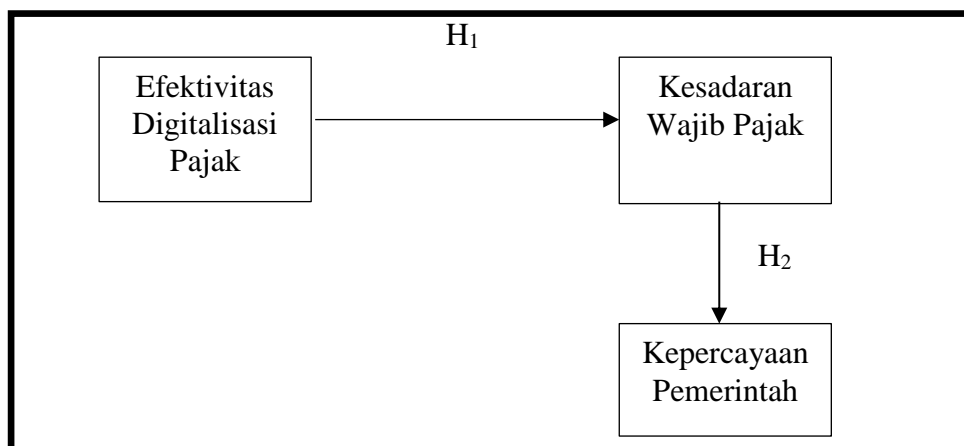 H₁
Efektivitas
Digitalisasi
Pajak
Kesadaran
Wajib Pajak
H₂
Kepercayaan
Pemerintah